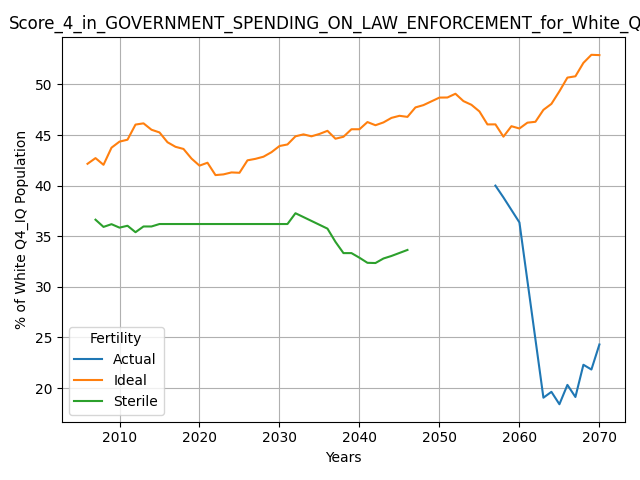 Score_4_in_GOVERNMENT_SPENDING_ON_LAW_ENFORCEMENT_for_White_Q
% of White Q4_IQ Population
50
45
40
35
30
25
20
Fertility
Actual
Ideal
Sterile
2010 2020 2030 2040 2050 2060 2070
Years